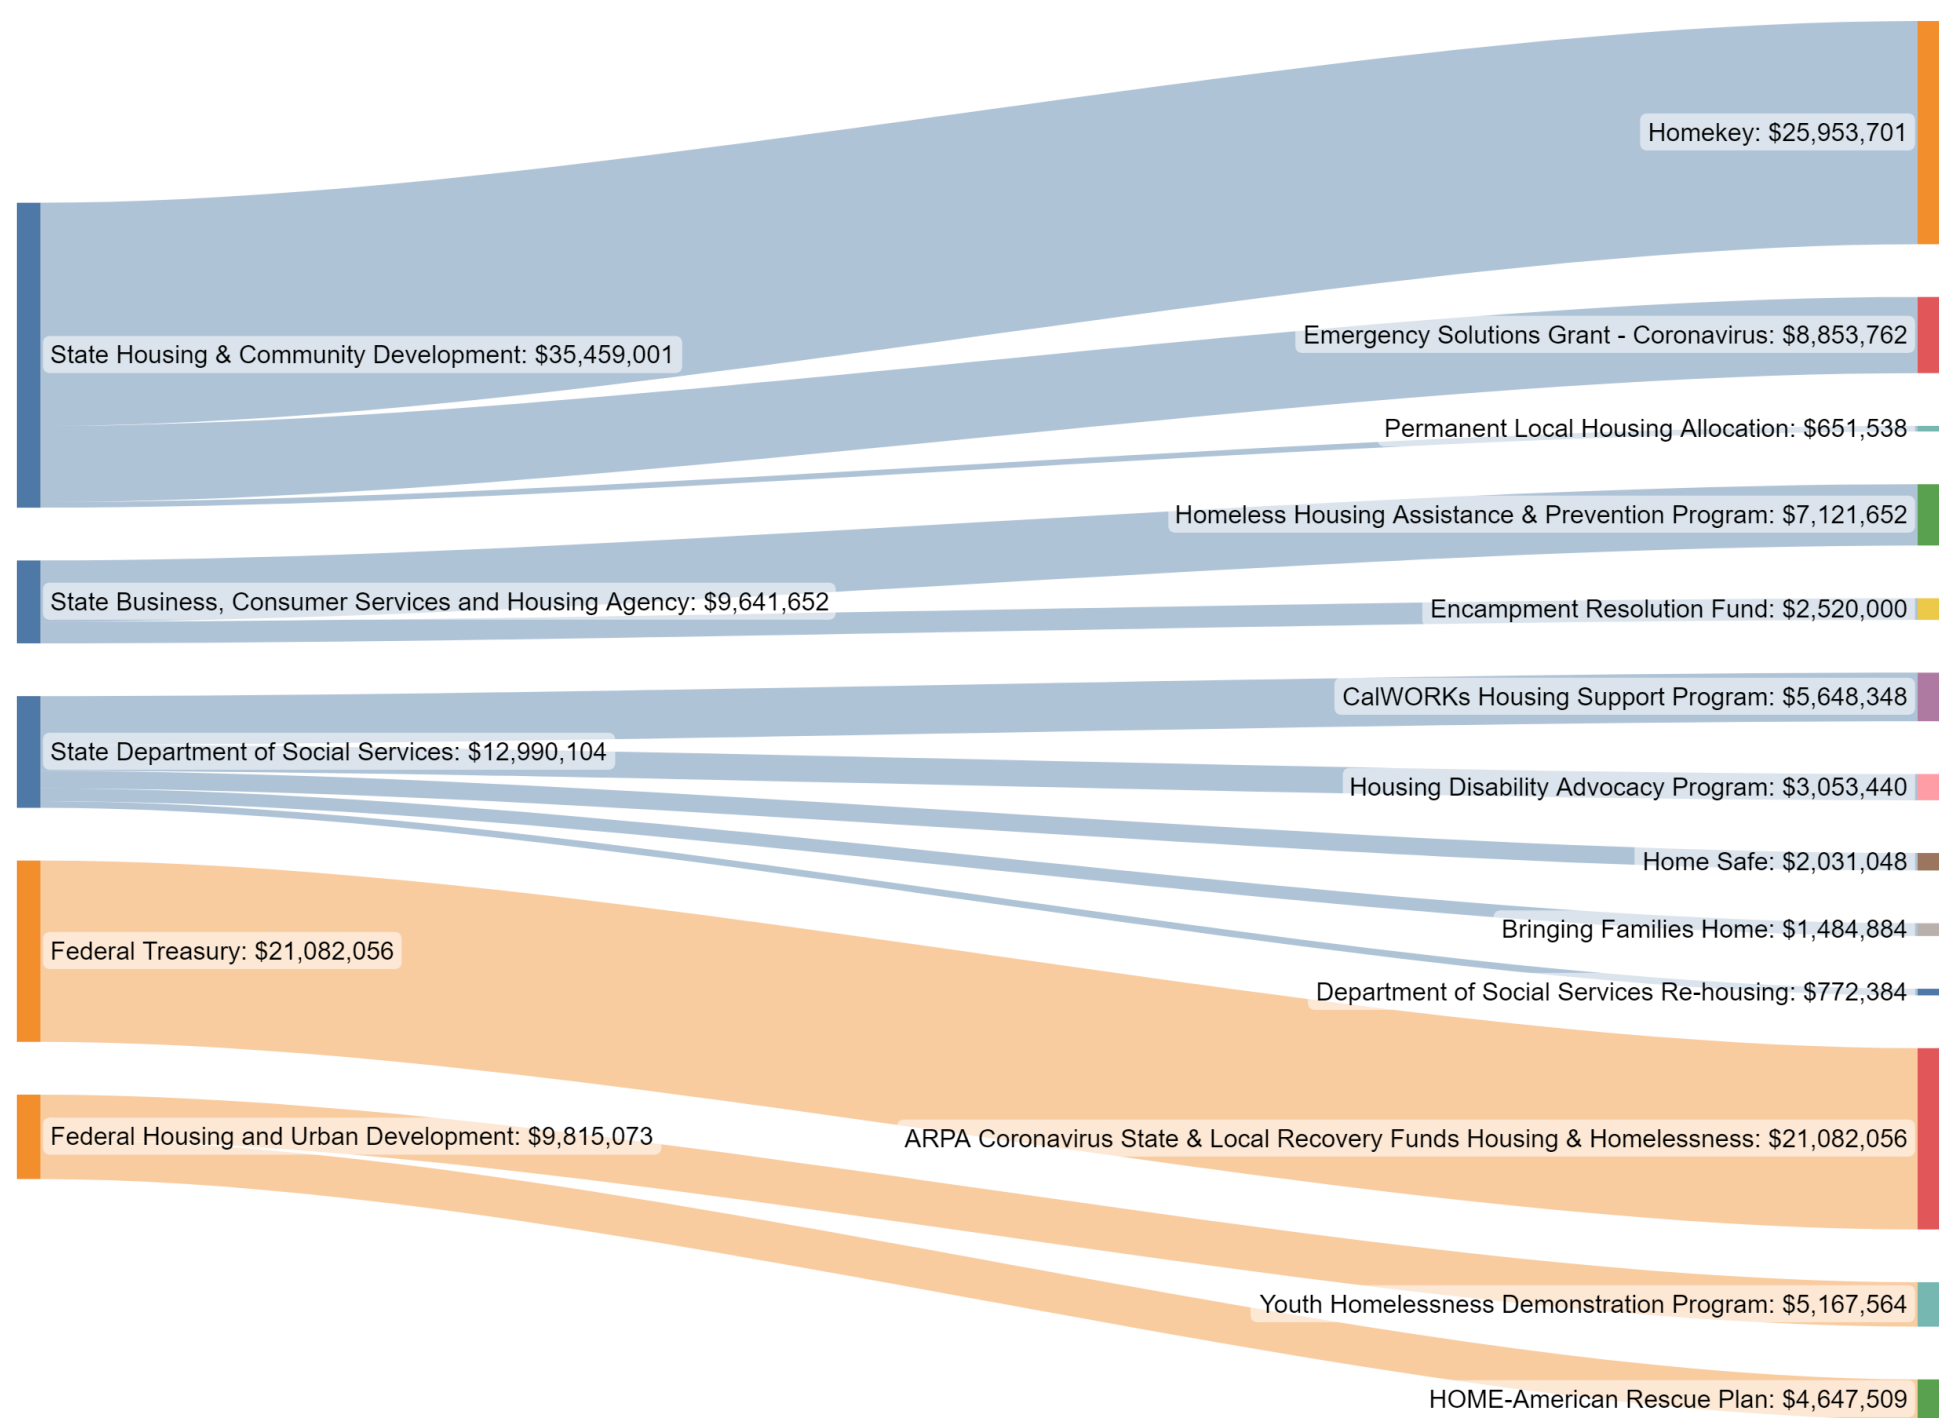 Homekey: $25,953,701
Emergency Solutions Grant - Coronavirus: $8,853,762
State Housing & Community Development: $35,459,001
Permanent Local Housing Allocation: $651,538
Homeless Housing Assistance & Prevention Program: $7,121,652
State Business, Consumer Services and Housing Agency: $9,641,652
Encampment Resolution Fund: $2,520,000
CalWORKs Housing Support Program: $5,648,348
State Department of Social Services: $12,990,104
Housing Disability Advocacy Program: $3,053,440
Home Safe: $2,031,048
Bringing Families Home: $1,484,884
Federal Treasury: $21,082,056
Department of Social Services Re-housing: $772,384
Federal Housing and Urban Development: $9,815,073
ARPA Coronavirus State & Local Recovery Funds Housing & Homelessness: $21,082,056
Youth Homelessness Demonstration Program: $5,167,564
HOME-American Rescue Plan: $4,647,509